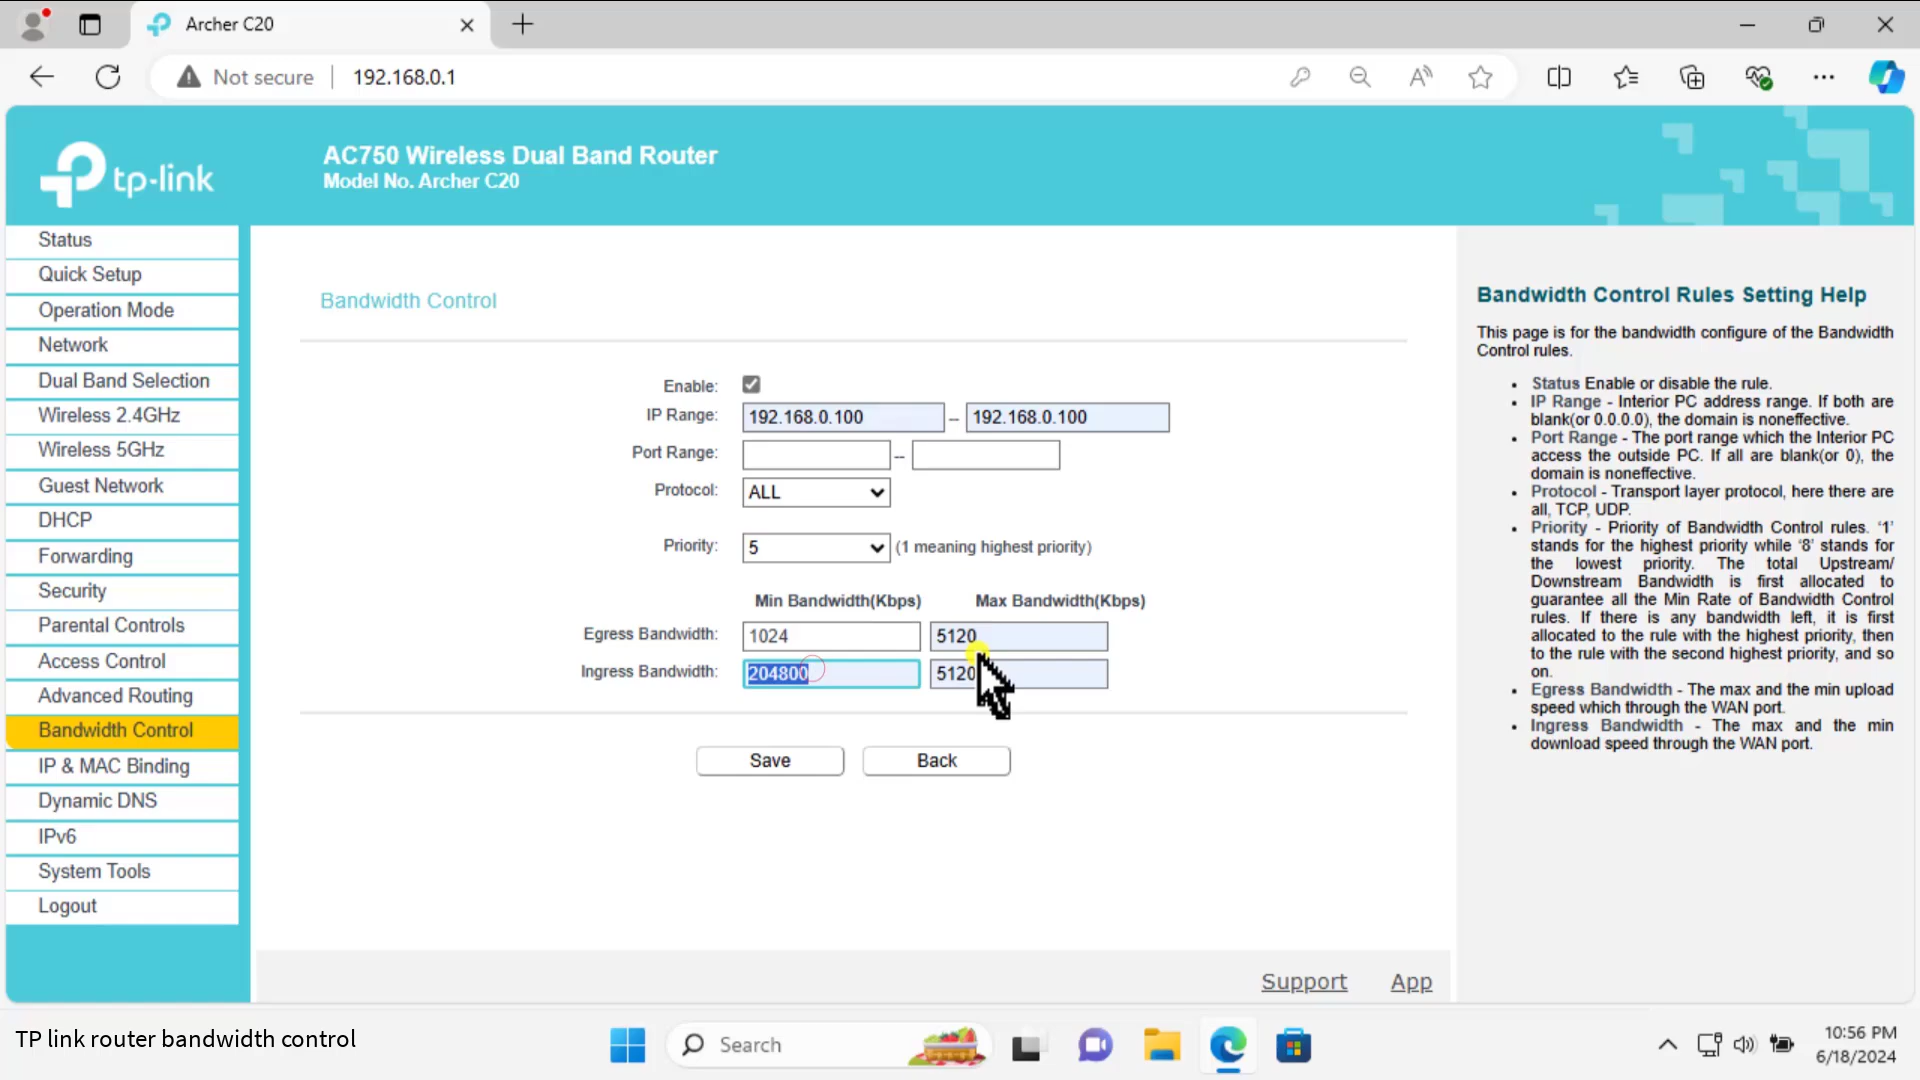 Archer C20
Not secure
192.168.0.1
tp-link
AC750 Wireless Dual Band Router
Model No. Archer C20
Status
Quick Setup
Operation Mode
Network
Dual Band Selection
Wireless 2.4GHz
Wireless 5GHz
Guest Network
DHCP
Forwarding
Security
Parental Controls
Access Control
Advanced Routing
Bandwidth Control
IP & MAC Binding
Dynamic DNS
IPv6
System Tools
Logout
Bandwidth Control
Enable:
IP Range: 192.168.0.100 – 192.168.0.100
Port Range: --
Protocol: ALL
Priority: 5 (1 meaning highest priority)
Min Bandwidth(Kbps) Max Bandwidth(Kbps)
Egress Bandwidth: 1024 5120
Ingress Bandwidth: 204800 5120
Save Back
Support App
Bandwidth Control Rules Setting Help
This page is for the bandwidth configure of the Bandwidth
Control rules.
• Status Enable or disable the rule.
• IP Range - Interior PC address range. If both are
blank(or 0.0.0.0), the domain is noneffective.
• Port Range - The port range which the Interior PC
access the outside PC. If all are blank(or 0), the
domain is noneffective.
• Protocol - Transport layer protocol, here there are
all, TCP, UDP.
• Priority - Priority of Bandwidth Control rules. ‘1’
stands for the highest priority while ‘8’ stands for
the lowest priority. The total Upstream/
Downstream Bandwidth is first allocated to
guarantee all the Min Rate of Bandwidth Control
rules. If there is any bandwidth left, it is first
allocated to the rule with the highest priority, then
to the rule with the second highest priority, and so
on.
• Egress Bandwidth - The max and the min upload
speed which through the WAN port.
• Ingress Bandwidth - The max and the min
download speed through the WAN port.
TP link router bandwidth control
Search
10:56 PM
6/18/2024